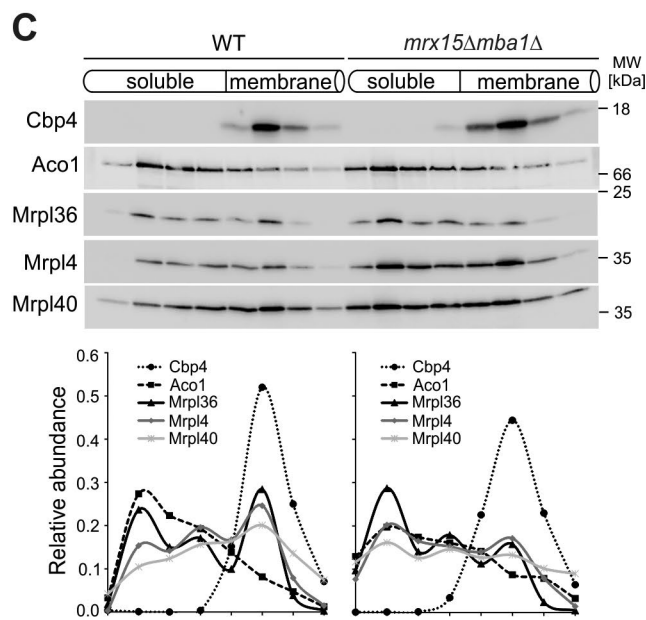 C
WT mrx15Δmba1Δ
MW
[kDa]
soluble membrane soluble membrane
Cbp4 18
Aco1 66
25
Mrpl36
Mrpl4 35
Mrpl40 35
0.6
0.5
0.4
0.3
0.2
0.1
0.0
Relative abundance
Cbp4
Aco1
Mrpl36
Mrpl4
Mrpl40
Cbp4
Aco1
Mrpl36
Mrpl4
Mrpl40